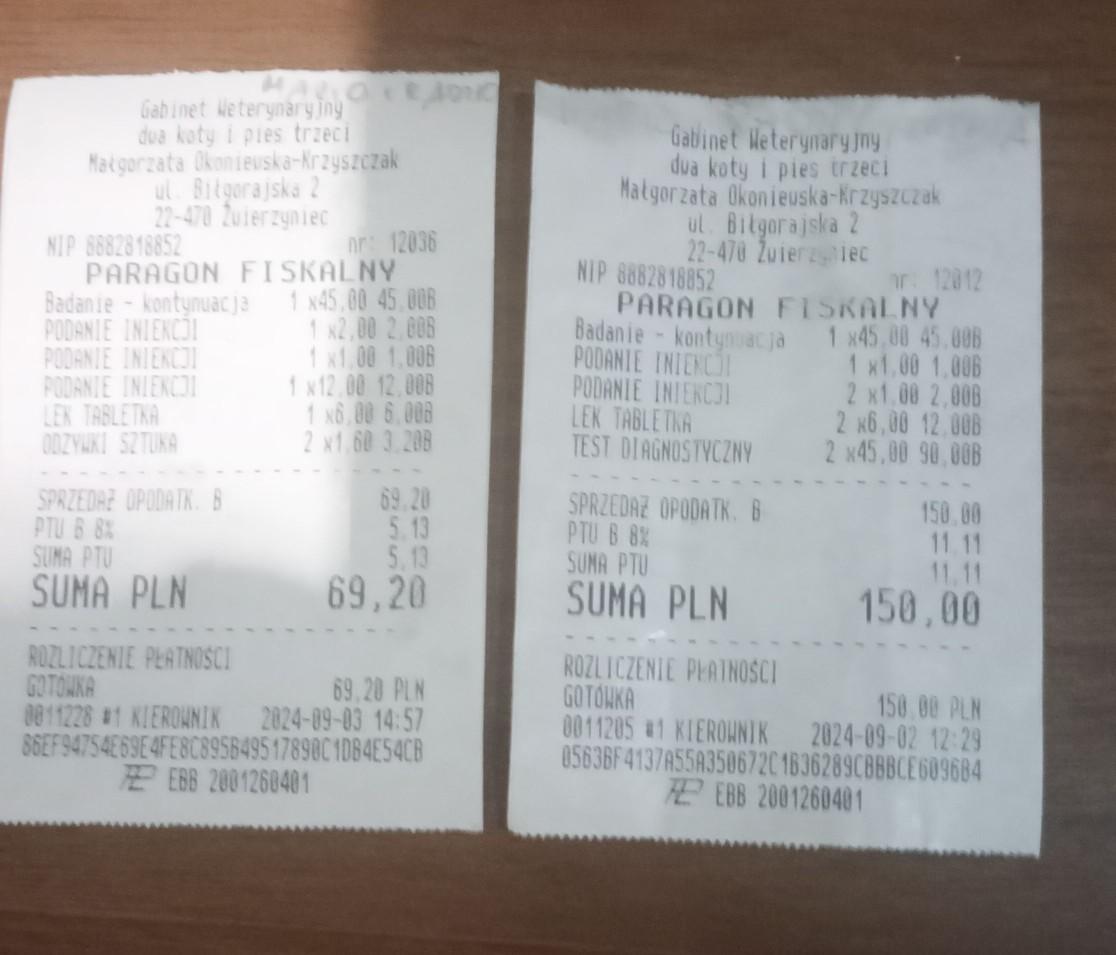 Gabinet Weterynaryjny
dwa koty i pies trzeci
Małgorzata Okoniewska-Krzyszczak
ul. Biłgorajska 2
22-470 Zwierzyniec
NIP 8882818852 nr: 12036
PARAGON FISKALNY
Badanie - kontynuacja 1 x45,00 45,00B
PODANIE INIEKCJI 1 x2,00 2,00B
PODANIE INIEKCJI 1 x1,00 1,00B
PODANIE INIEKCJI 1 x12,00 12,00B
LEK TABLETKA 1 x6,00 6,00B
ODŻYWKI SZTUKA 2 x1,60 3,20B
SPRZEDAŻ OPODATK. B 69,20
PTU B 8% 5,13
SUMA PTU 5,13
SUMA PLN 69,20
ROZLICZENIE PŁATNOŚCI
GOTÓWKA 69,20 PLN
0011228 #1 KIEROWNIK 2024-09-03 14:57
86EF94754E69E4FE8C895649517890C1DB4E54CB
EBB 2001260401
Gabinet Weterynaryjny
dwa koty i pies trzeci
Małgorzata Okoniewska-Krzyszczak
ul. Biłgorajska 2
22-470 Zwierzyniec
NIP 8882818852 nr: 12012
PARAGON FISKALNY
Badanie - kontynuacja 1 x45,00 45,00B
PODANIE INIEKCJI 1 x1,00 1,00B
PODANIE INIEKCJI 2 x1,00 2,00B
LEK TABLETKA 2 x6,00 12,00B
TEST DIAGNOSTYCZNY 2 x45,00 90,00B
SPRZEDAŻ OPODATK. B 150,00
PTU B 8% 11,11
SUMA PTU 11,11
SUMA PLN 150,00
ROZLICZENIE PŁATNOŚCI
GOTÓWKA 150,00 PLN
0011205 #1 KIEROWNIK 2024-09-02 12:29
0563BF4137A55A350672C1B36289CBBBCE6096B4
EBB 2001260401